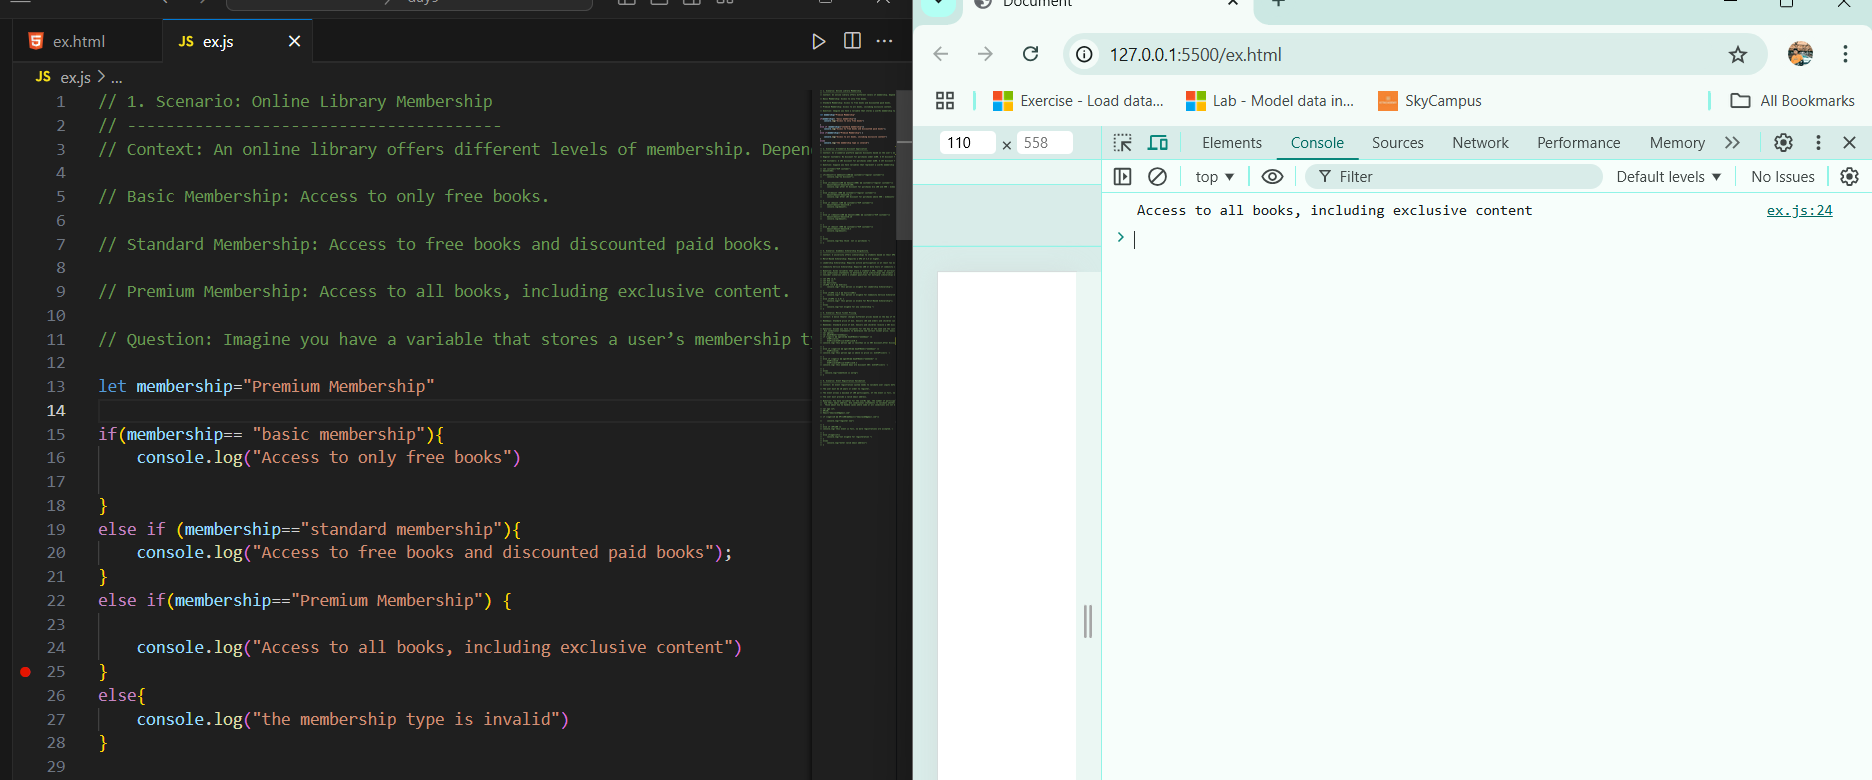 days
ex.html
JS ex.js
JS ex.js > ...
1 // 1. Scenario: Online Library Membership
2 // -----------------------------------
3 // Context: An online library offers different levels of membership. Depen
4
5 // Basic Membership: Access to only free books.
6
7 // Standard Membership: Access to free books and discounted paid books.
8
9 // Premium Membership: Access to all books, including exclusive content.
10
11 // Question: Imagine you have a variable that stores a user’s membership t
12
13 let membership="Premium Membership"
14
15 if(membership== "basic membership"){
16 console.log("Access to only free books")
17
18 }
19 else if (membership=="standard membership"){
20 console.log("Access to free books and discounted paid books");
21 }
22 else if(membership=="Premium Membership") {
23
24 console.log("Access to all books, including exclusive content")
25 }
26 else{
27 console.log("the membership type is invalid")
28 }
29
Document
127.0.0.1:5500/ex.html
Exercise - Load data... Lab - Model data in... SkyCampus All Bookmarks
110 × 558 Elements Console Sources Network Performance Memory
top Filter Default levels No Issues
Access to all books, including exclusive content ex.js:24